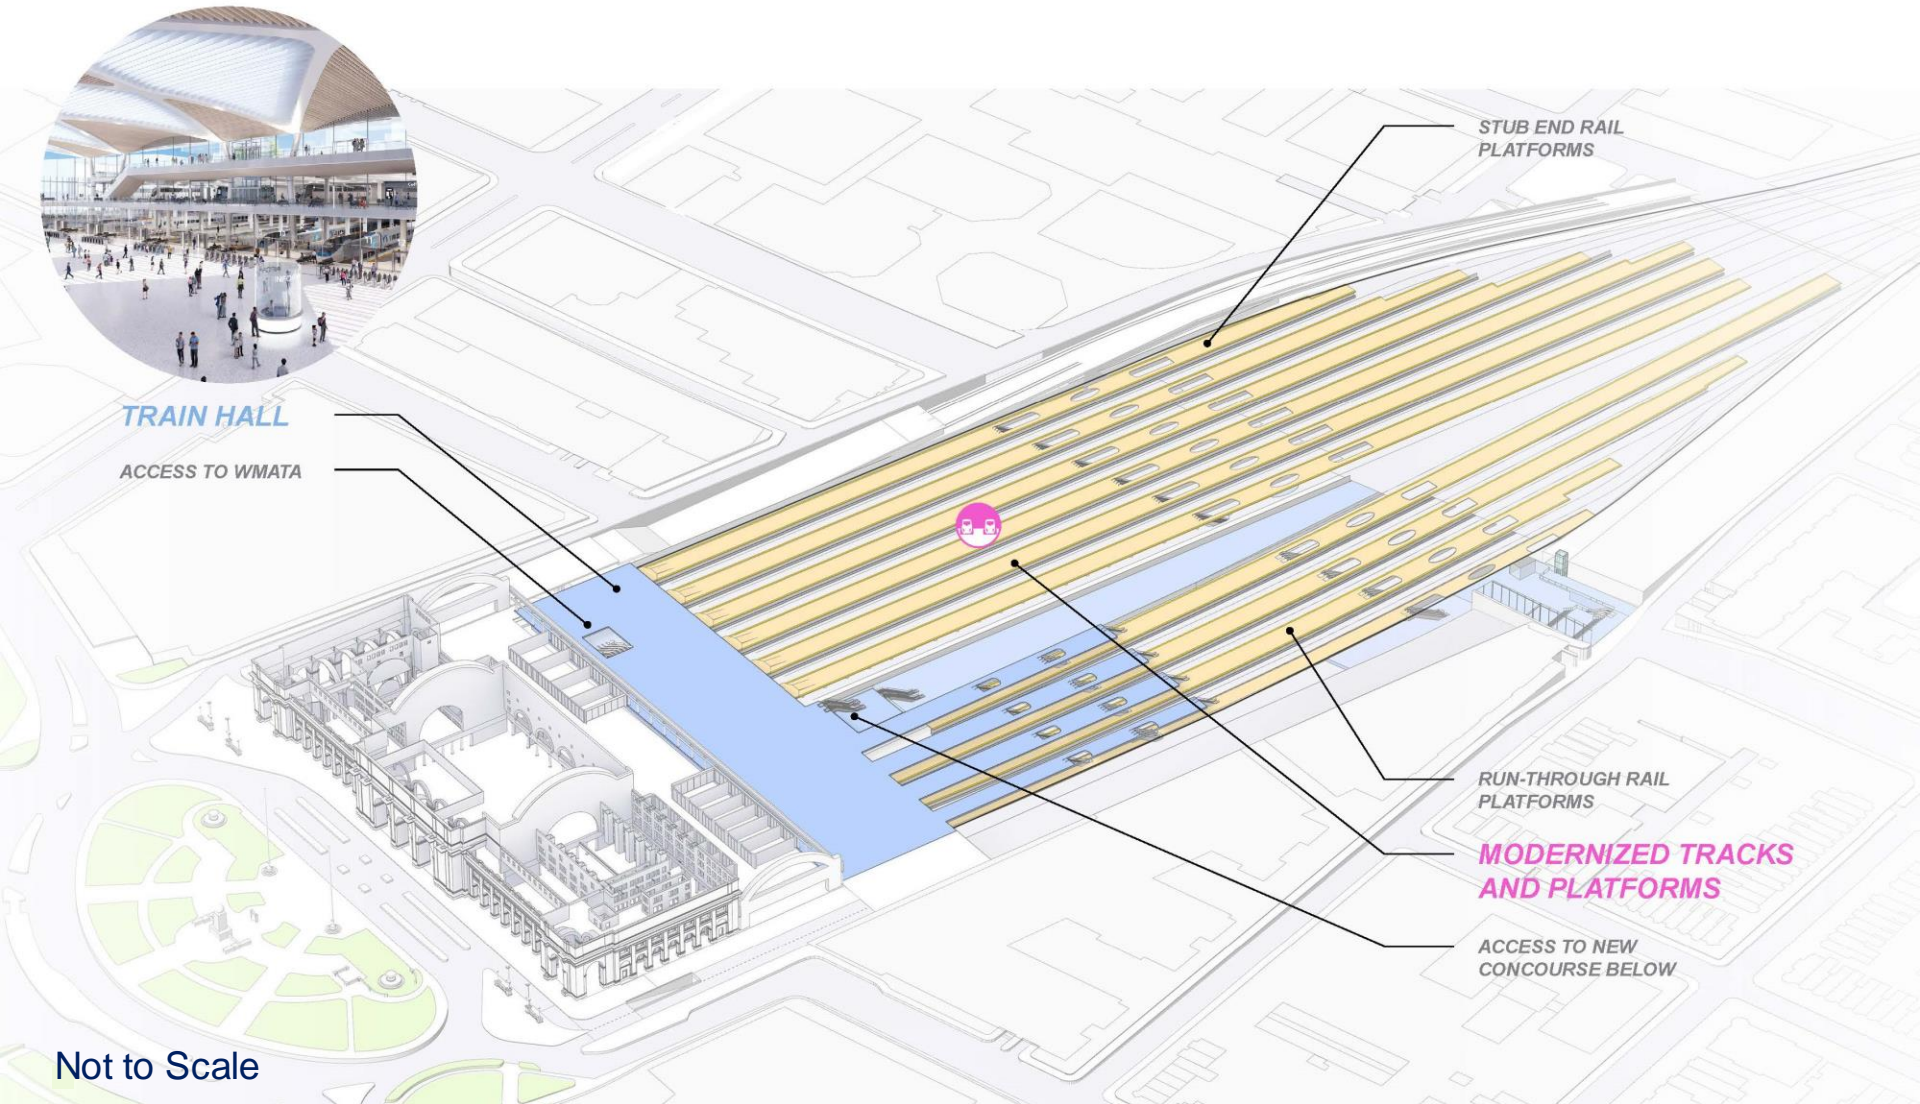 STUB END RAIL
PLATFORMS
TRAIN HALL
ACCESS TO WMATA
RUN-THROUGH RAIL
PLATFORMS
MODERNIZED TRACKS
AND PLATFORMS
ACCESS TO NEW
CONCOURSE BELOW
Not to Scale